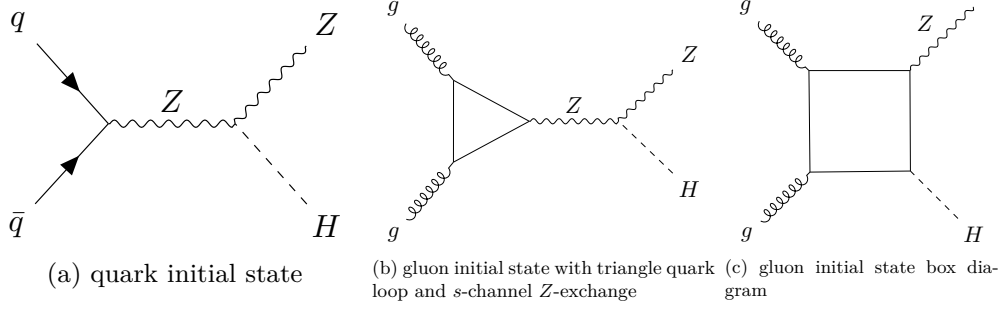 q
Z
Z
q̄
H
(a) quark initial state
g
Z
Z
g
H
(b) gluon initial state with triangle quark
loop and s-channel Z-exchange
g
Z
g
H
(c) gluon initial state box dia-
gram